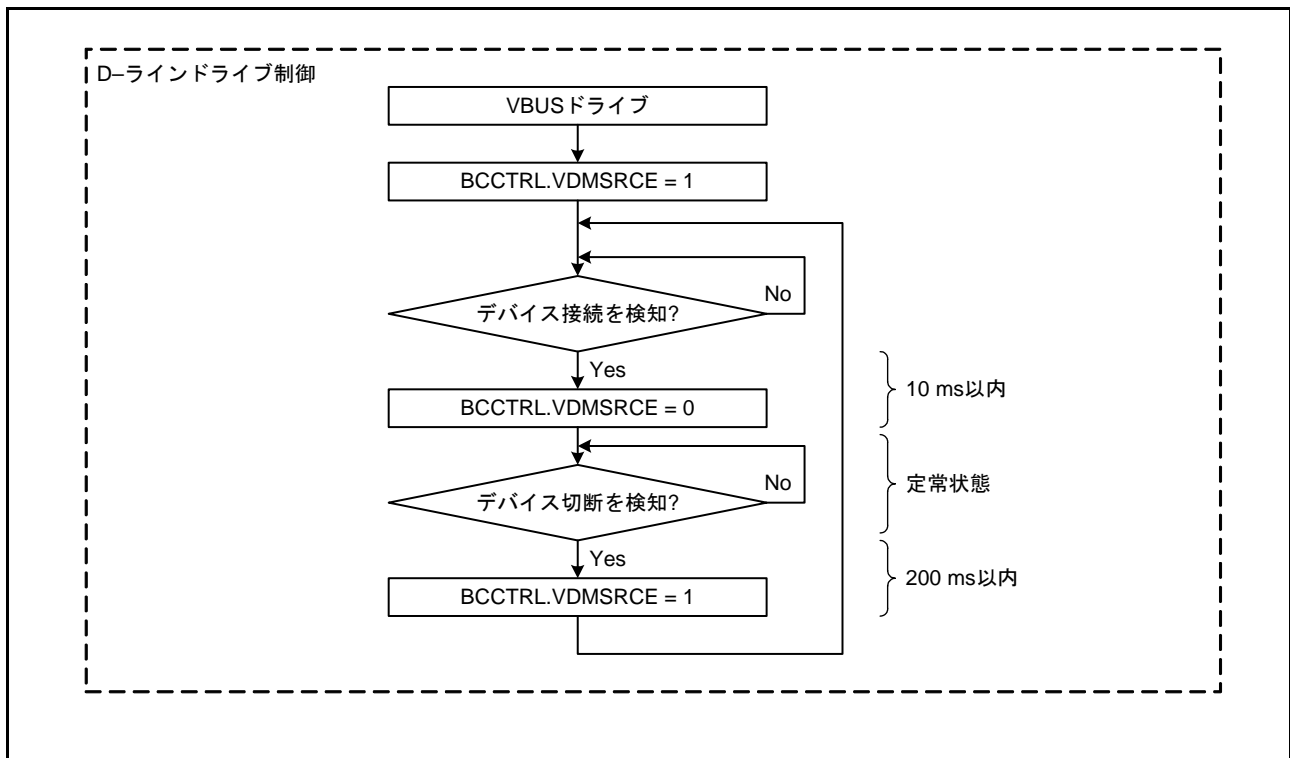 D–ラインドライブ制御
VBUSドライブ
BCCTRL.VDMSRCE = 1
デバイス接続を検知?
No
Yes
10 ms以内
BCCTRL.VDMSRCE = 0
デバイス切断を検知?
No
定常状態
Yes
200 ms以内
BCCTRL.VDMSRCE = 1